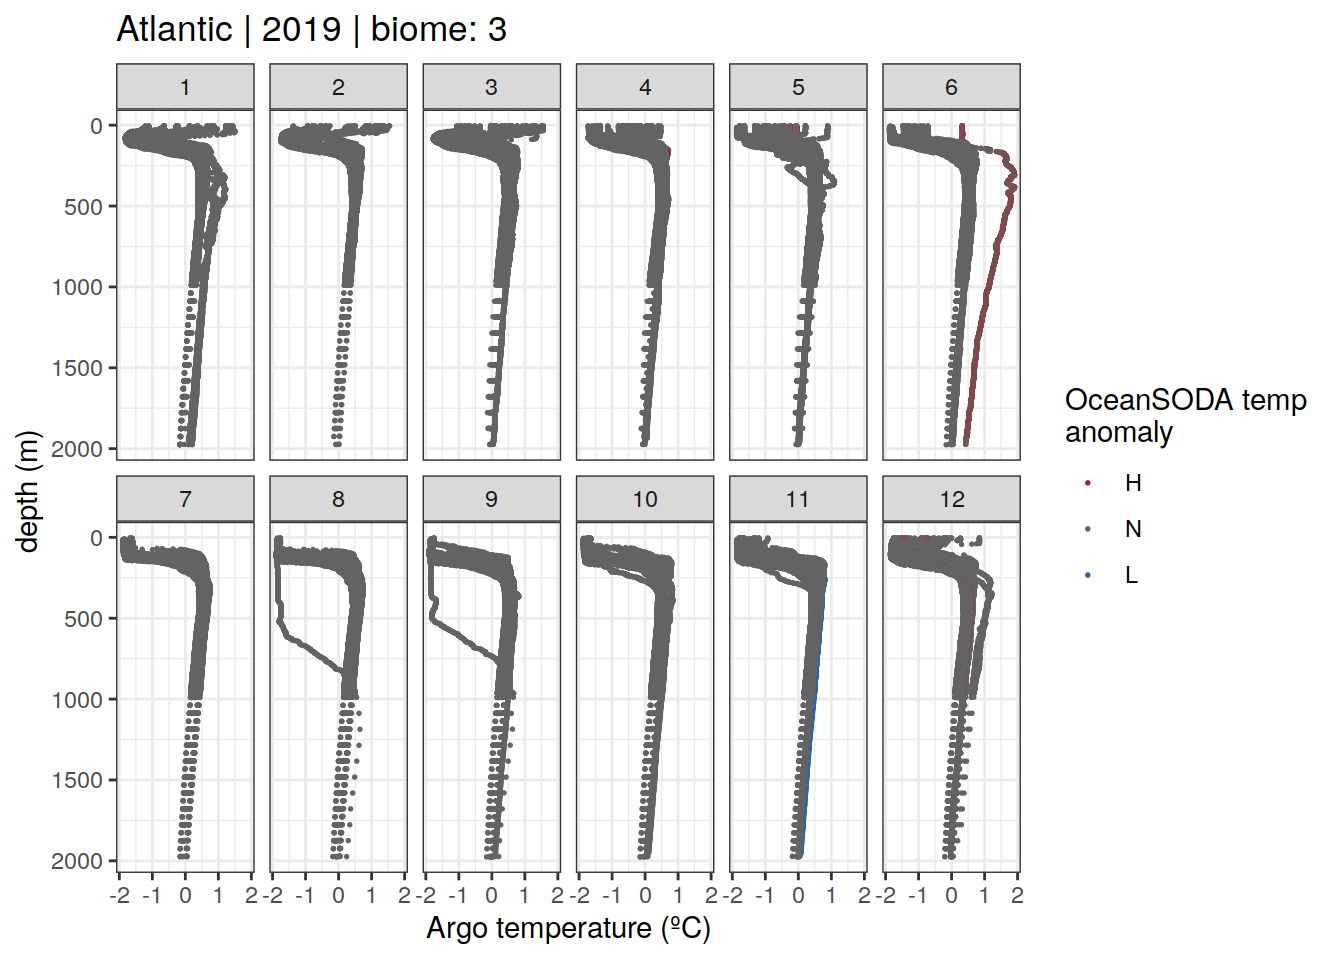 Atlantic | 2019 | biome: 3
1 2 3 4 5 6
0
500
1000
1500
2000
7 8 9 10 11 12
0
500
1000
1500
2000
-2 -1 0 1 2 -2 -1 0 1 2 -2 -1 0 1 2 -2 -1 0 1 2 -2 -1 0 1 2 -2 -1 0 1 2
depth (m)
Argo temperature (ºC)
OceanSODA temp
anomaly
H
N
L